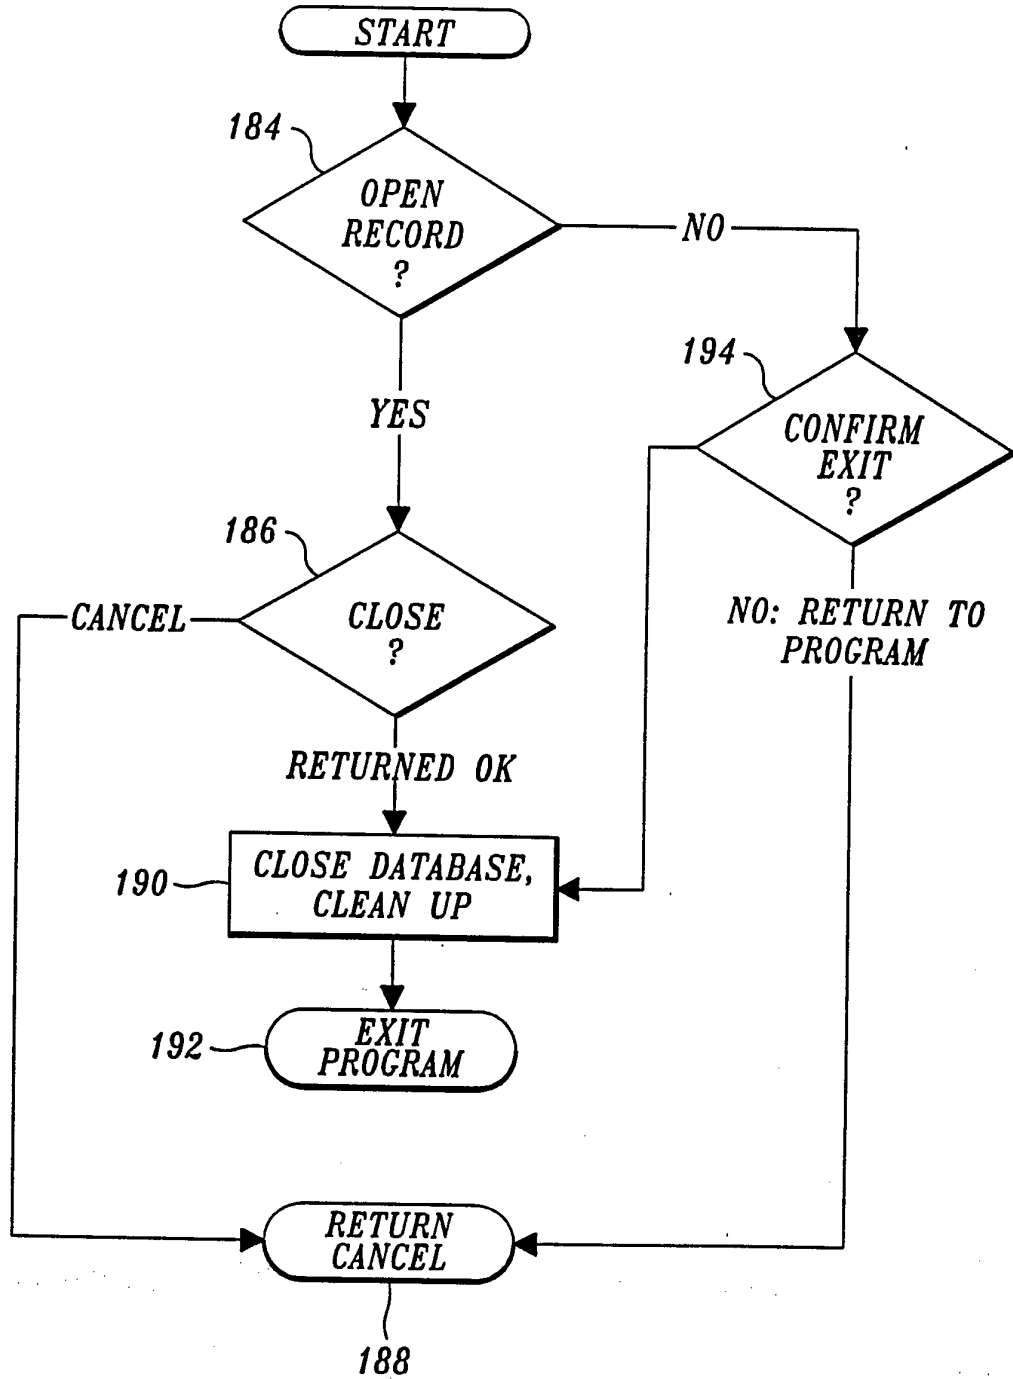 START
184
OPEN
RECORD
?
NO
YES
194
CONFIRM
EXIT
?
186
CLOSE
?
CANCEL
NO: RETURN TO
PROGRAM
RETURNED OK
190
CLOSE DATABASE,
CLEAN UP
192
EXIT
PROGRAM
RETURN
CANCEL
188